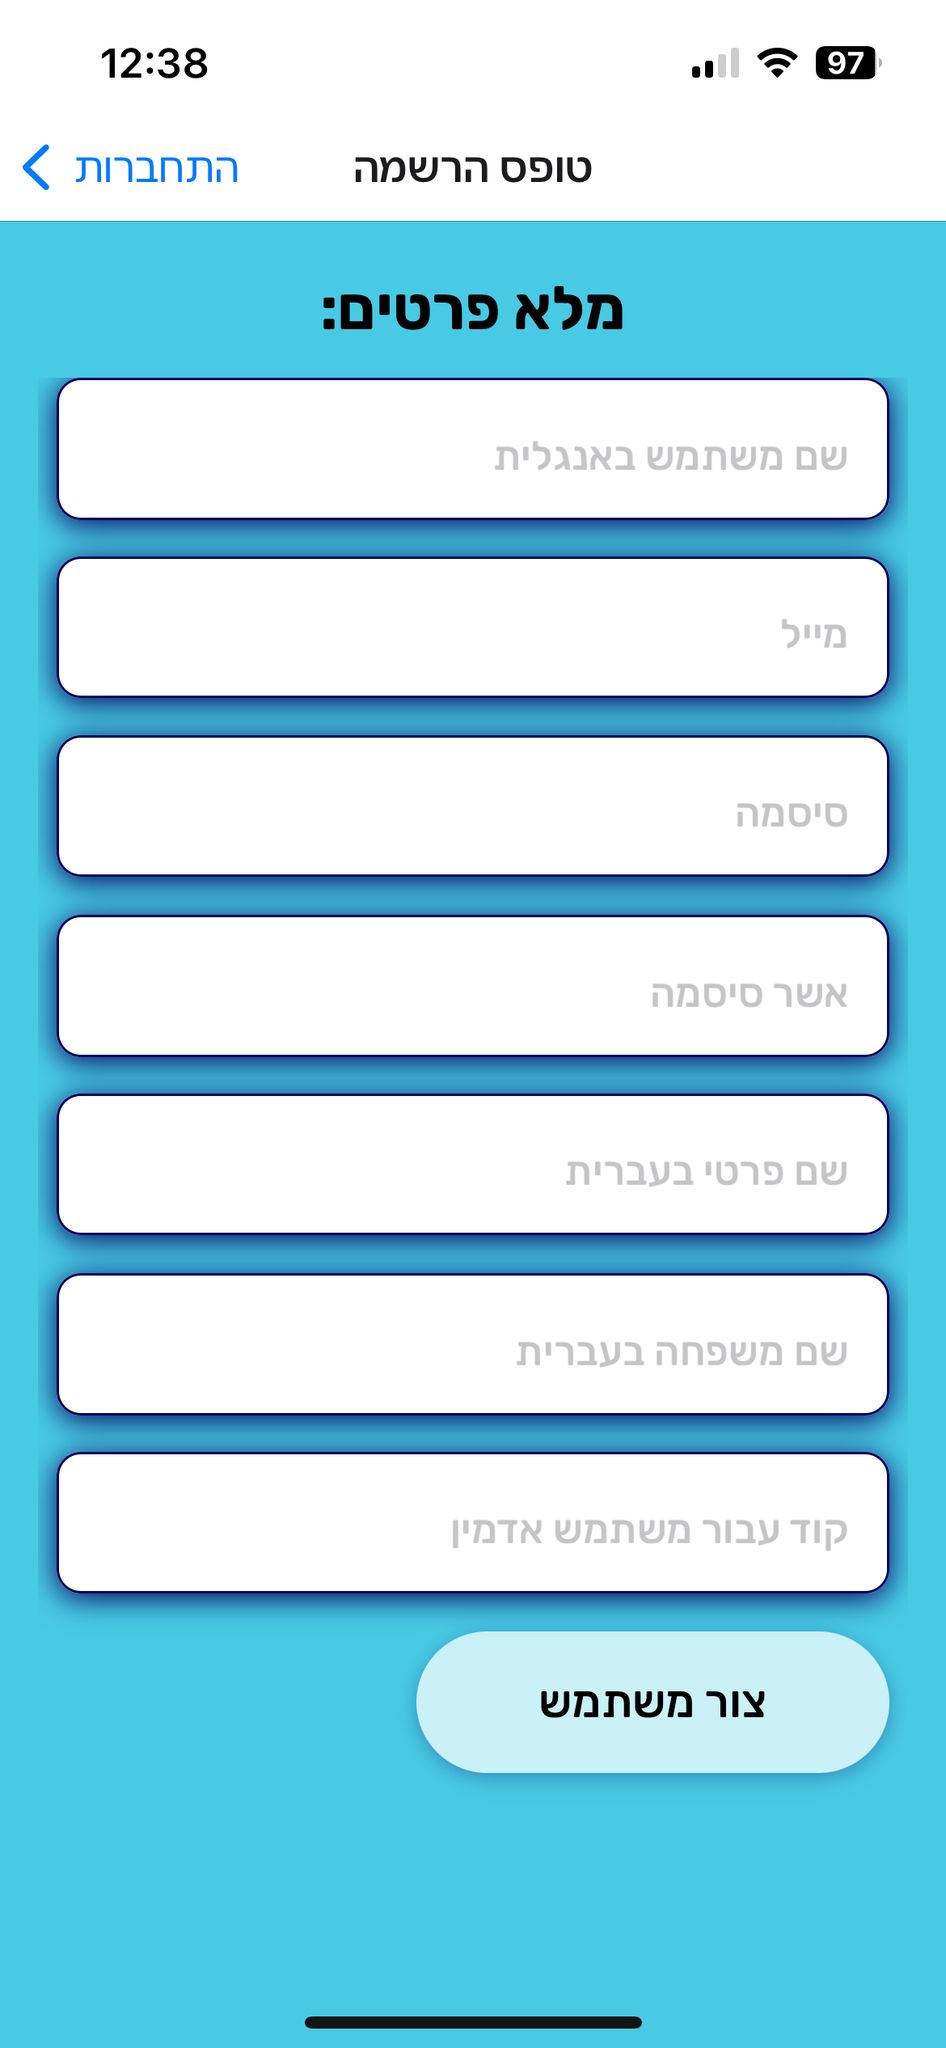 12:38
97
התחברות
טופס הרשמה
מלא פרטים:
שם משתמש באנגלית
מייל
סיסמה
אשר סיסמה
שם פרטי בעברית
שם משפחה בעברית
קוד עבור משתמש אדמין
צור משתמש